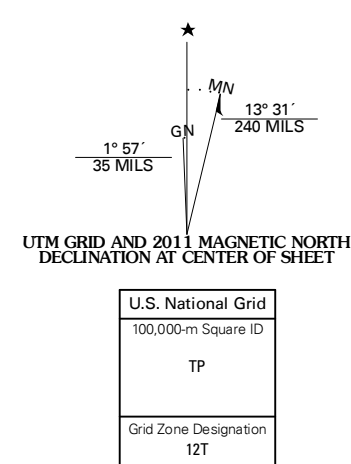 ★
MN
GN
13° 31´
240 MILS
1° 57´
35 MILS
UTM GRID AND 2011 MAGNETIC NORTH
DECLINATION AT CENTER OF SHEET
U.S. National Grid
100,000-m Square ID
TP
Grid Zone Designation
12T